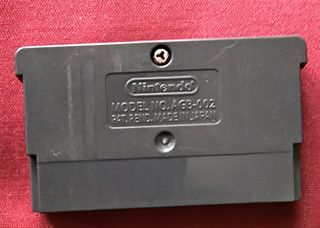 Nintendo
MODEL NO. AGB-002
PAT. PEND. MADE IN JAPAN